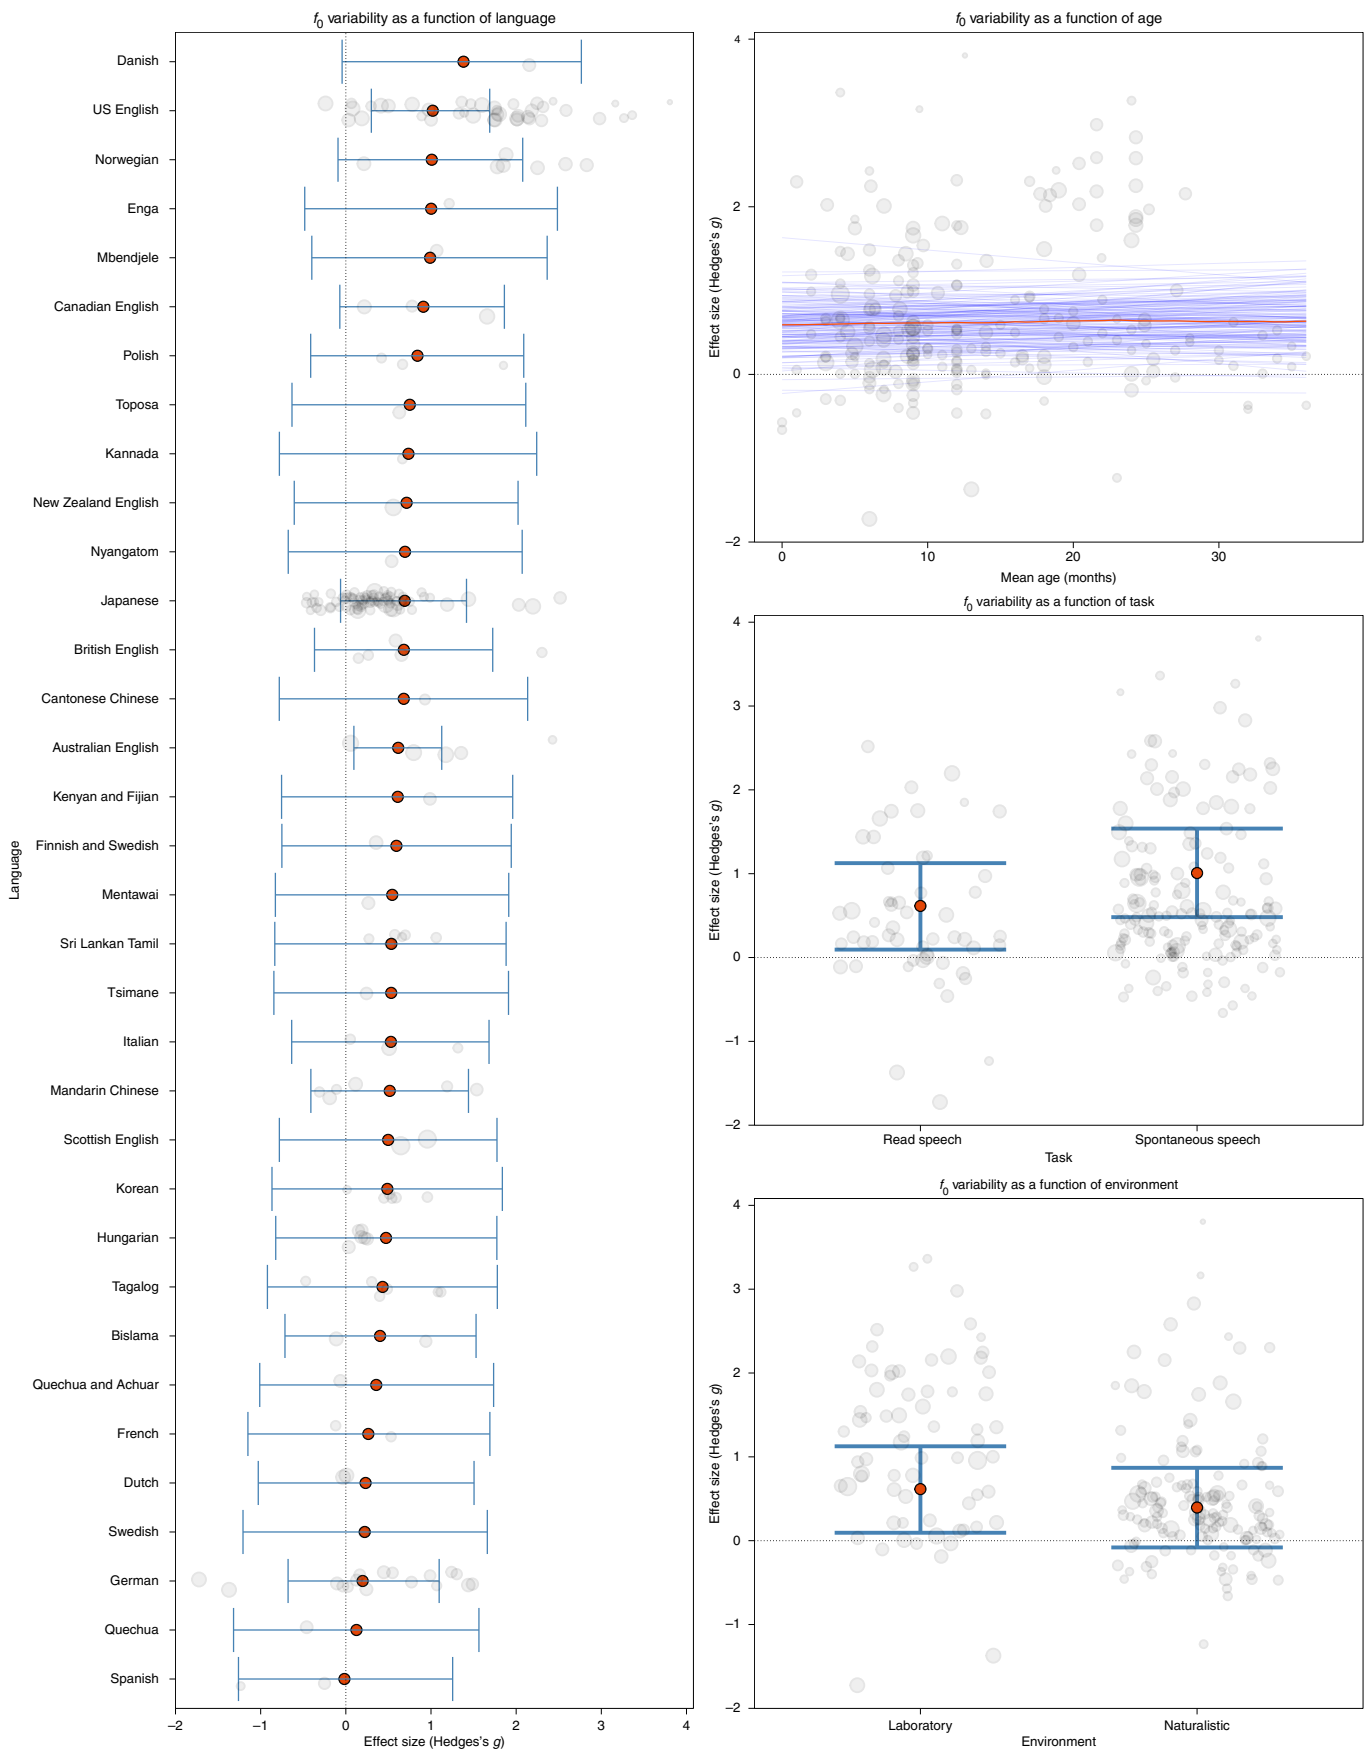 f0 variability as a function of language
Danish
US English
Norwegian
Enga
Mbendjele
Canadian English
Polish
Toposa
Kannada
New Zealand English
Nyangatom
Japanese
British English
Cantonese Chinese
Australian English
Kenyan and Fijian
Finnish and Swedish
Mentawai
Sri Lankan Tamil
Tsimane
Italian
Mandarin Chinese
Scottish English
Korean
Hungarian
Tagalog
Bislama
Quechua and Achuar
French
Dutch
Swedish
German
Quechua
Spanish
Language
–2 –1 0 1 2 3 4
Effect size (Hedges's g)
f0 variability as a function of age
4
2
0
–2
Effect size (Hedges's g)
0 10 20 30
Mean age (months)
f0 variability as a function of task
4
3
2
1
0
–1
–2
Effect size (Hedges's g)
Read speech Spontaneous speech
Task
f0 variability as a function of environment
4
3
2
1
0
–1
–2
Effect size (Hedges's g)
Laboratory Naturalistic
Environment